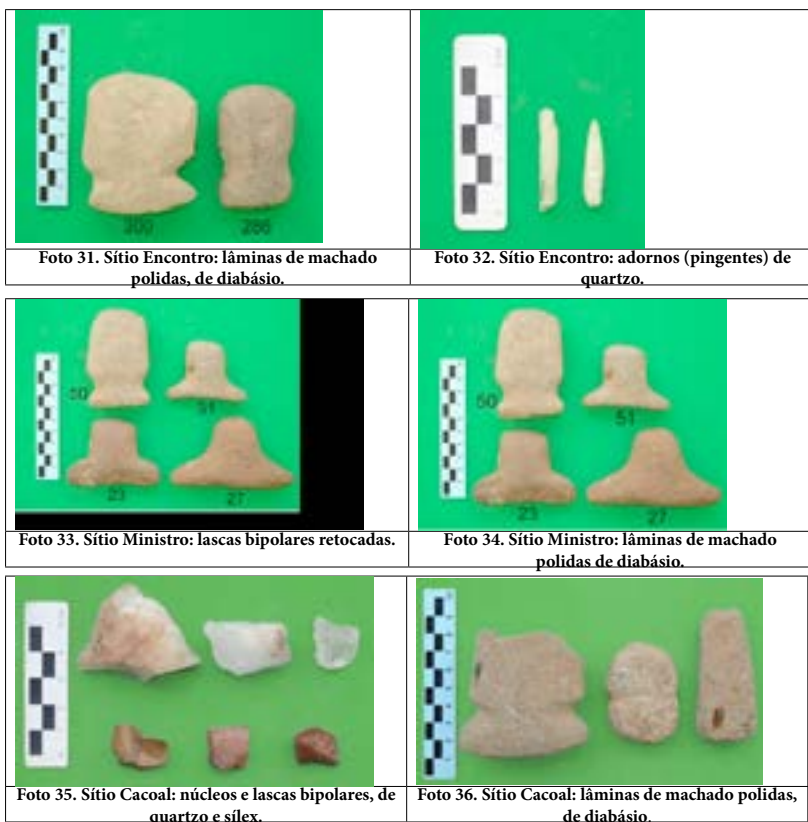 200 286
Foto 31. Sítio Encontro: lâminas de machado
polidas, de diabásio.
Foto 32. Sítio Encontro: adornos (pingentes) de
quartzo.
50 51
23 27
Foto 33. Sítio Ministro: lascas bipolares retocadas.
50 51
23 27
Foto 34. Sítio Ministro: lâminas de machado
polidas de diabásio.
Foto 35. Sítio Cacoal: núcleos e lascas bipolares, de
quartzo e sílex.
Foto 36. Sítio Cacoal: lâminas de machado polidas,
de diabásio.